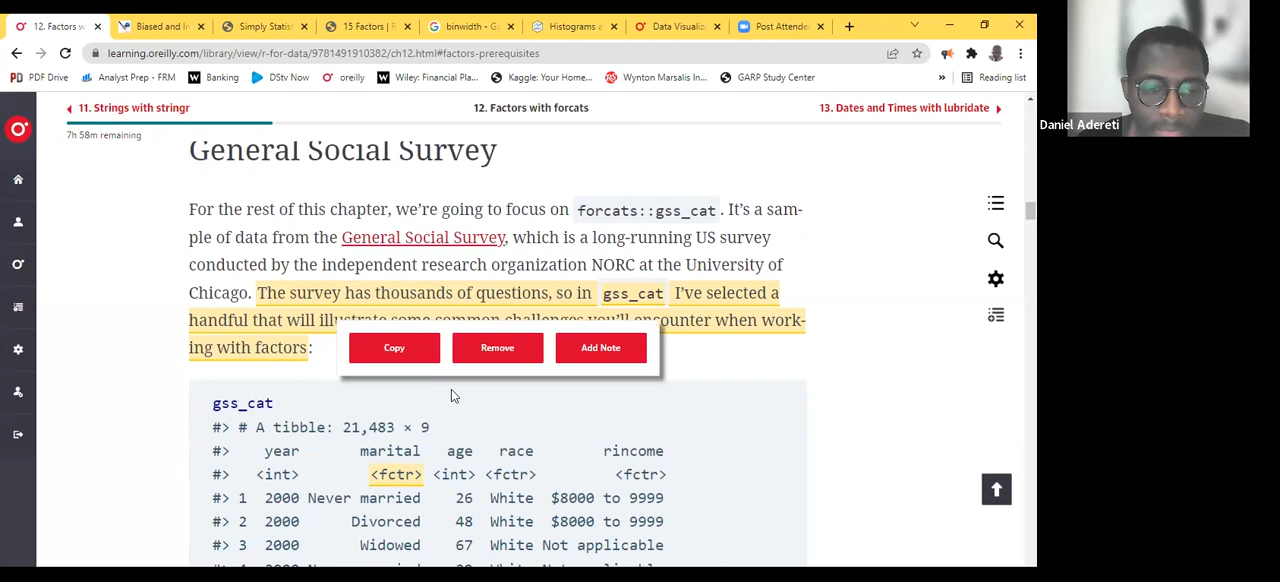 12. Factors w
Biased and In
Simply Statist
15 Factors | R
binwidth - Go
Histograms a
Data Visualiz
Post Attende
learning.oreilly.com/library/view/r-for-data/9781491910382/ch12.html#factors-prerequisites
PDF Drive
Analyst Prep - FRM
Banking
DStv Now
oreilly
Wiley: Financial Pla...
Kaggle: Your Home...
Wynton Marsalis In...
GARP Study Center
»
Reading list
11. Strings with stringr
12. Factors with forcats
13. Dates and Times with lubridate
7h 58m remaining
Daniel Adereti
General Social Survey
For the rest of this chapter, we're going to focus on forcats::gss_cat. It's a sam-
ple of data from the General Social Survey, which is a long-running US survey
conducted by the independent research organization NORC at the University of
Chicago. The survey has thousands of questions, so in gss_cat I've selected a
handful that will illustrate some common challenges you'll encounter when work-
ing with factors:
Copy
Remove
Add Note
gss_cat
#> # A tibble: 21,483 × 9
#> year marital age race rincome
#> <int> <fctr> <int> <fctr> <fctr>
#> 1 2000 Never married 26 White $8000 to 9999
#> 2 2000 Divorced 48 White $8000 to 9999
#> 3 2000 Widowed 67 White Not applicable